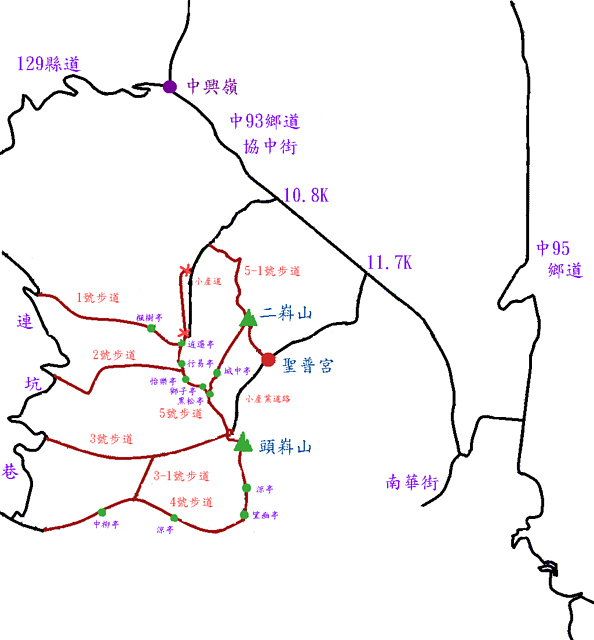 129縣道
中興嶺
中93鄉道
協中街
10.8K
中95
鄉道
11.7K
5-1號步道
小產道
1號步道
二嵙山
連
楓樹亭
逍遙亭
2號步道
行易亭
聖普宮
坑
怡樂亭
城中亭
獅子亭
黑松亭
小產業道路
5號步道
3號步道
頭嵙山
巷
3-1號步道
南華街
涼亭
4號步道
望梅亭
中柳亭
涼亭